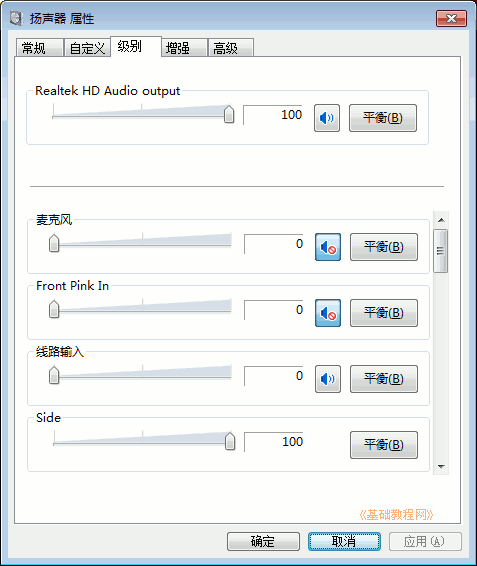 扬声器 属性
常规 自定义 级别 增强 高级
Realtek HD Audio output
100 平衡(B)
麦克风
0 平衡(B)
Front Pink In
0 平衡(B)
线路输入
0 平衡(B)
Side
100 平衡(B)
《基础教程网》
确定 取消 应用(A)